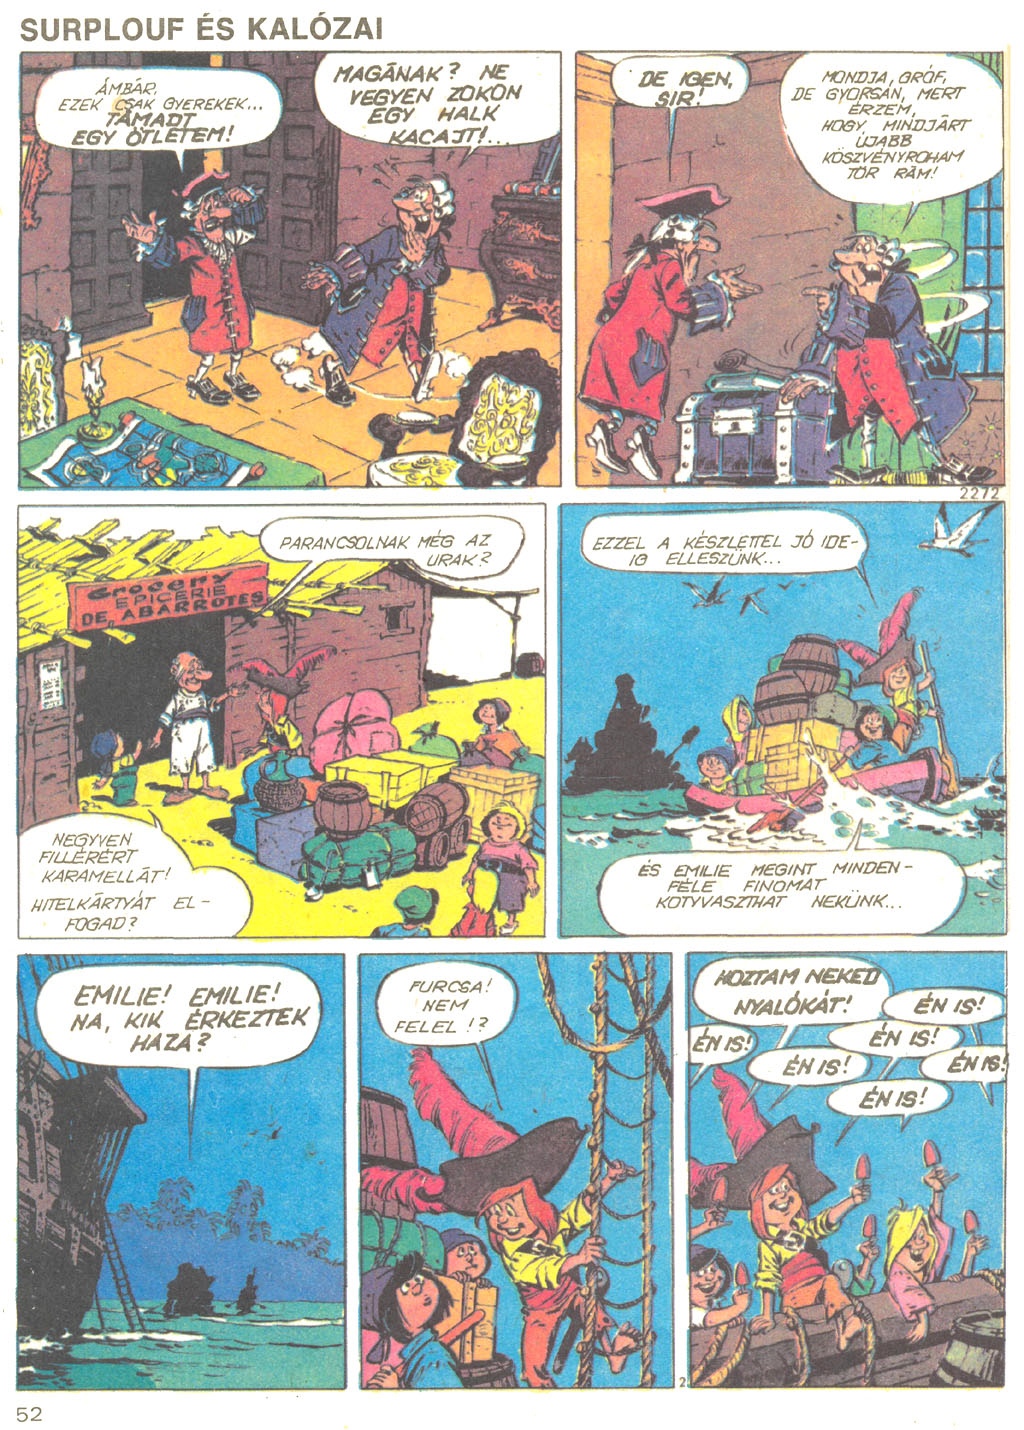 SURPLOUF ÉS KALÓZAI
ÁMBÁR,
EZEK CSAK GYEREKEK...
TÁMADT
EGY ÖTLETEM!
MAGÁNAK? NE
VEGYEN ZOKON
EGY HALK
KACAJT!...
DE IGEN,
SIR!
MONDJA, GRÓF,
DE GYORSAN, MERT
ÉRZEM,
HOGY MINDJÁRT
ÚJABB
KÖSZVÉNYROHAM
TÖR RÁM!
2272
PARANCSOLNAK MÉG AZ
URAK?
Grocery
EPICERIE
DE ABARROTES
NEGYVEN
FILLÉRÉRT
KARAMELLÁT!
HITELKÁRTYÁT EL-
FOGAD?
EZZEL A KÉSZLETTEL JÓ IDE-
IG ELLESZÜNK...
ÉS EMILIE MEGINT MINDEN-
FÉLE FINOMAT
KOTYVASZTHAT NEKÜNK...
EMILIE! EMILIE!
NA, KIK ÉRKEZTEK
HAZA?
FURCSA!
NEM
FELEL!?
HOZTAM NEKED
NYALÓKÁT!
ÉN IS!
ÉN IS!
ÉN IS!
ÉN IS!
ÉN IS!
ÉN IS!
2
52